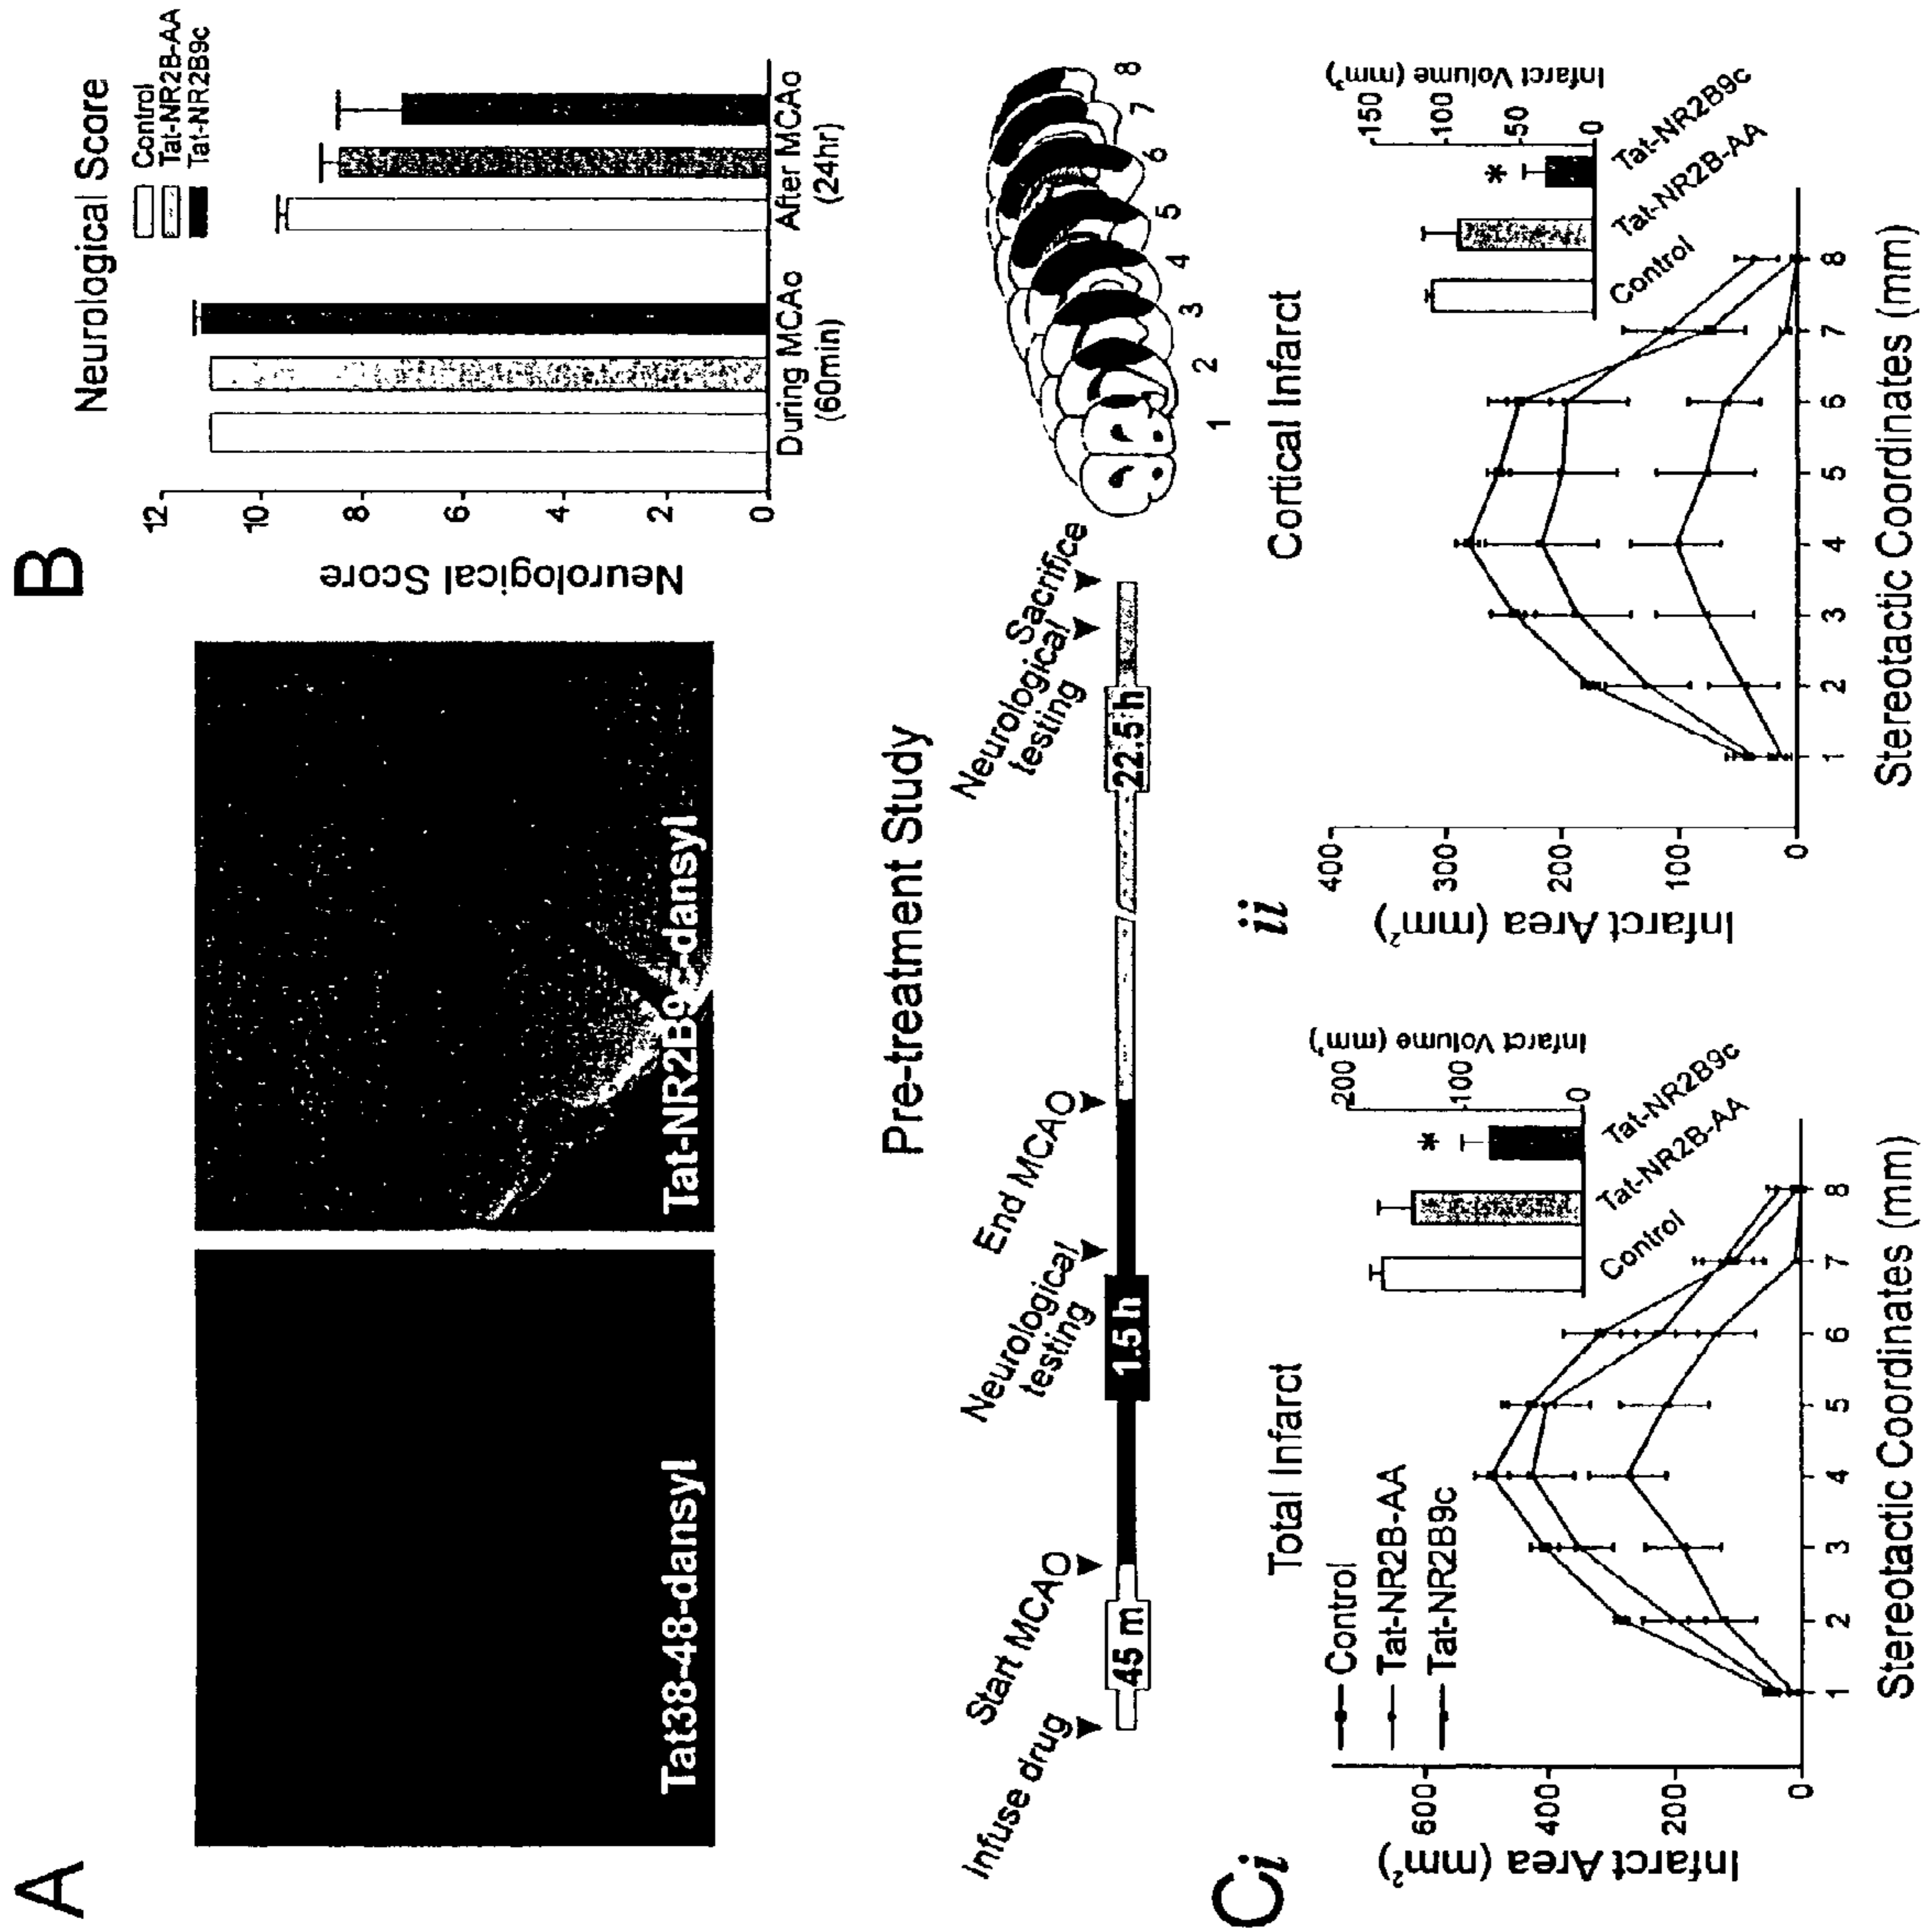 A
Tat38-48-dansyl
Tat-NR2B9c-dansyl
B
Neurological Score
Control
Tat-NR2B-AA
Tat-NR2B9c
Neurological Score
12
10
8
6
4
2
0
During MCAo
(60min)
After MCAo
(24hr)
Pre-treatment Study
Infuse drug
Start MCAO
Neurological
testing
End MCAO
Neurological
testing
Sacrifice
45 m
1.5 h
22.5 h
1 2 3 4 5 6 7 8
Ci
Total Infarct
Control
Tat-NR2B-AA
Tat-NR2B9c
Infarct Area (mm²)
600
400
200
0
1 2 3 4 5 6 7 8
Stereotactic Coordinates (mm)
*
200
100
0
Infarct Volume (mm³)
Control
Tat-NR2B-AA
Tat-NR2B9c
ii
Cortical Infarct
Infarct Area (mm²)
400
300
200
100
0
1 2 3 4 5 6 7 8
Stereotactic Coordinates (mm)
*
150
100
50
0
Infarct Volume (mm³)
Control
Tat-NR2B-AA
Tat-NR2B9c